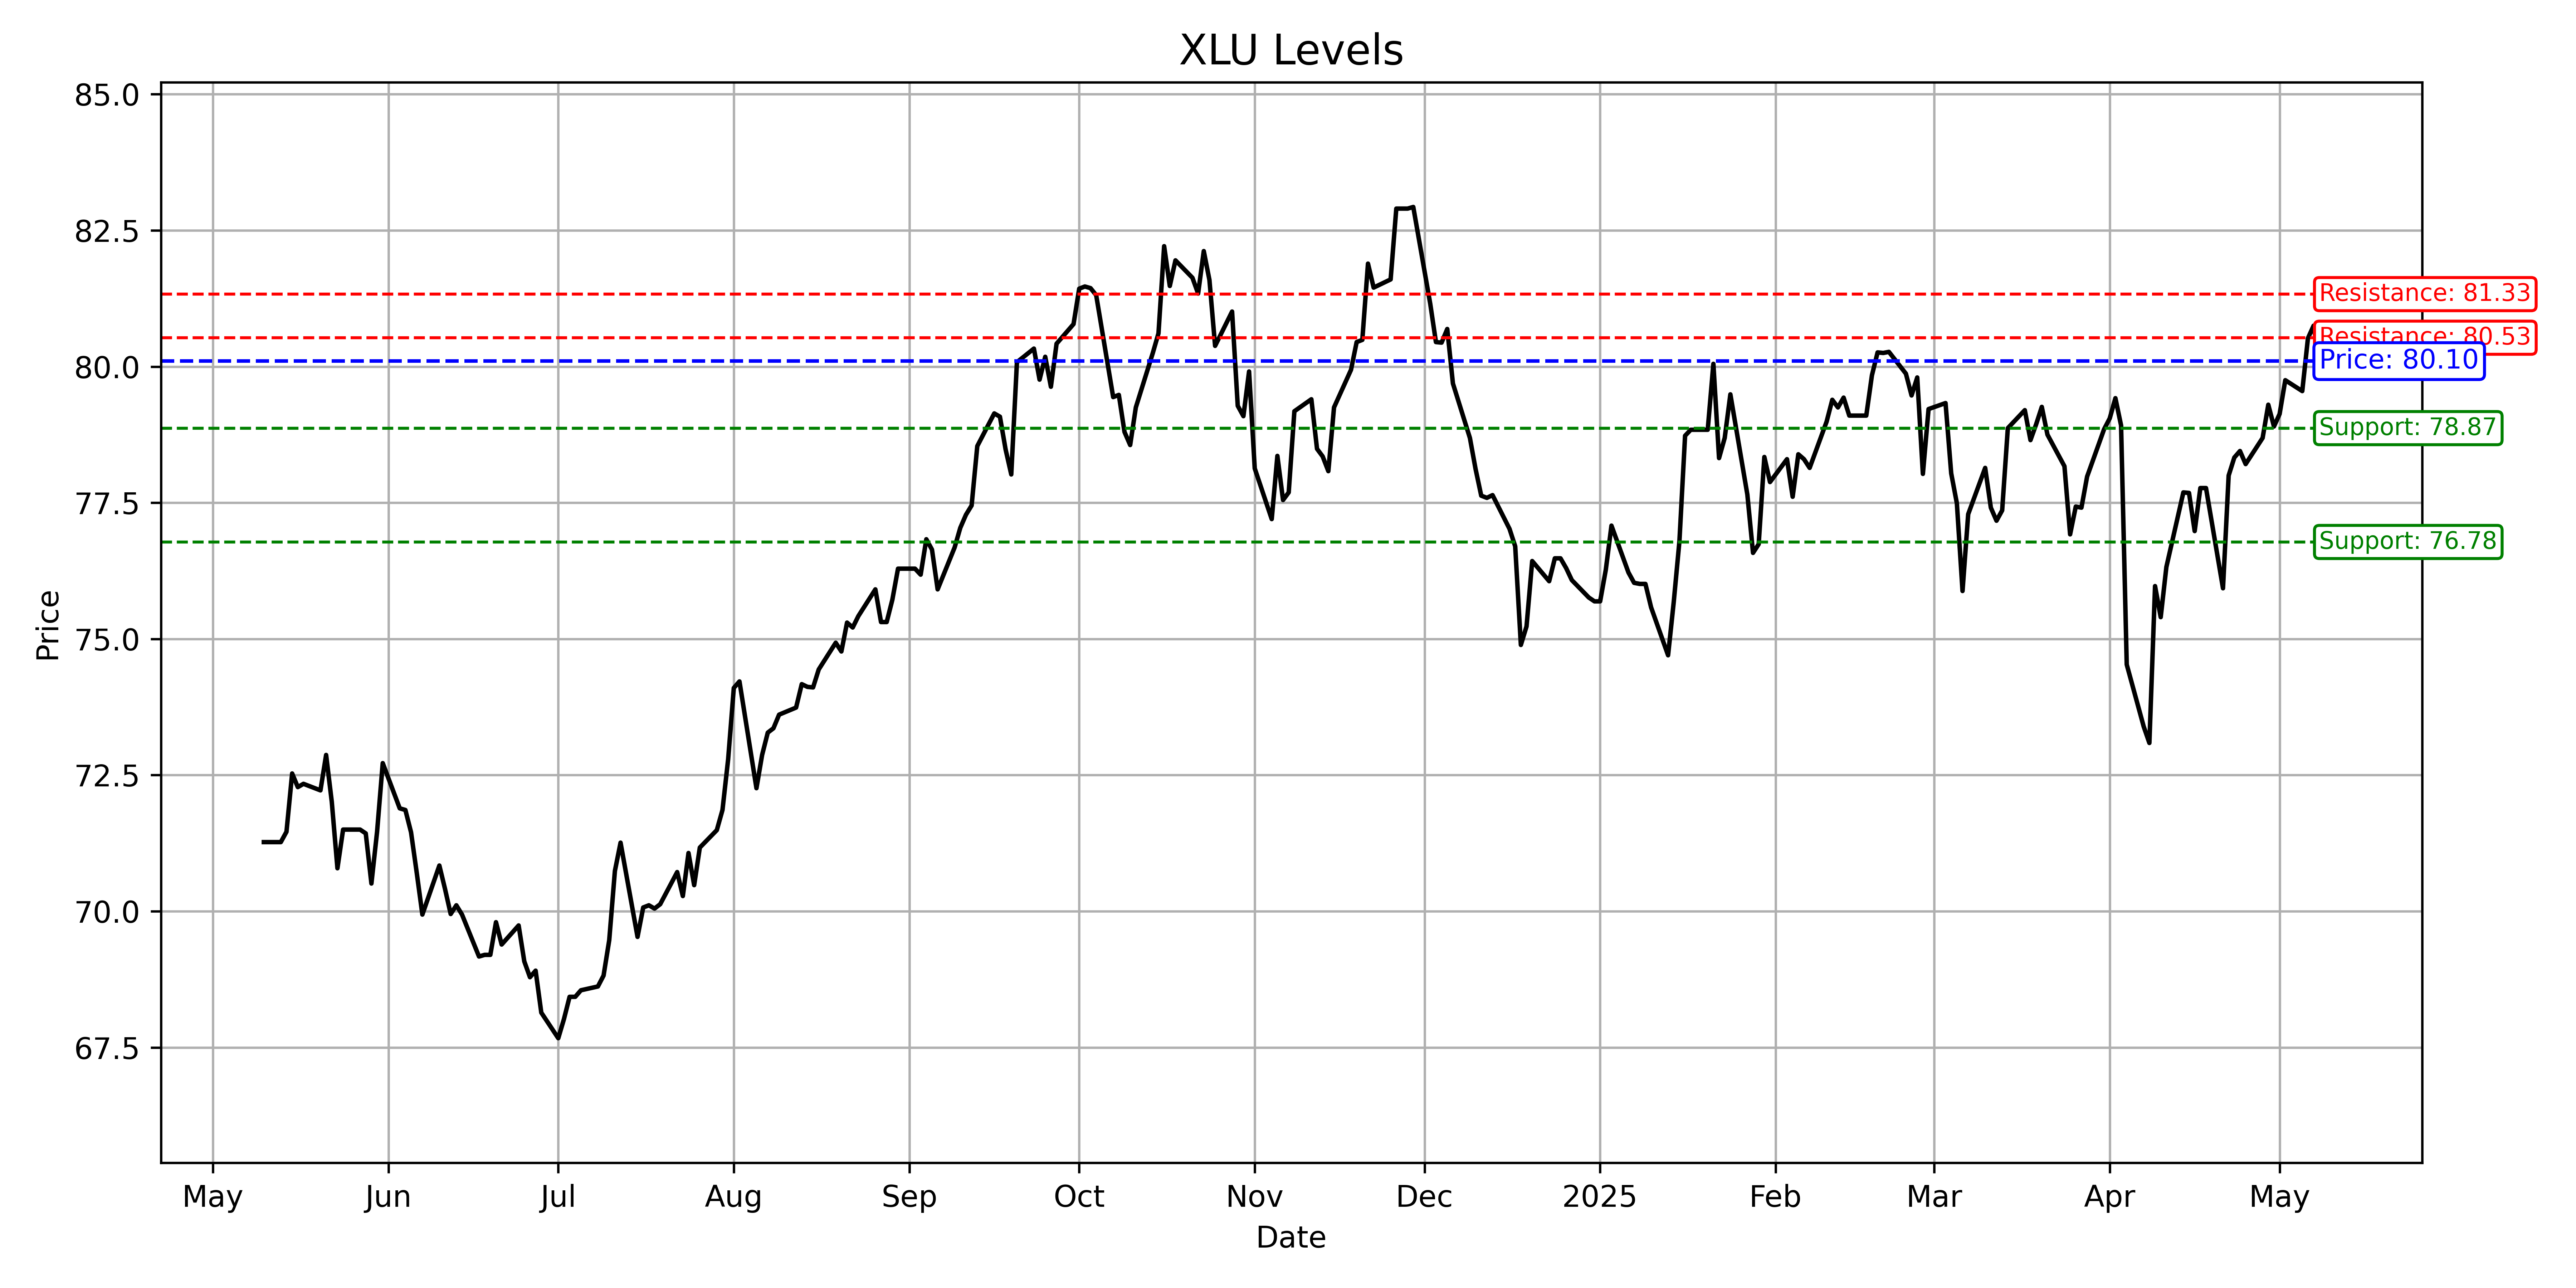 XLU Levels
85.0
82.5
80.0
77.5
75.0
72.5
70.0
67.5
Price
Resistance: 81.33
Resistance: 80.53
Price: 80.10
Support: 78.87
Support: 76.78
May Jun Jul Aug Sep Oct Nov Dec 2025 Feb Mar Apr May
Date